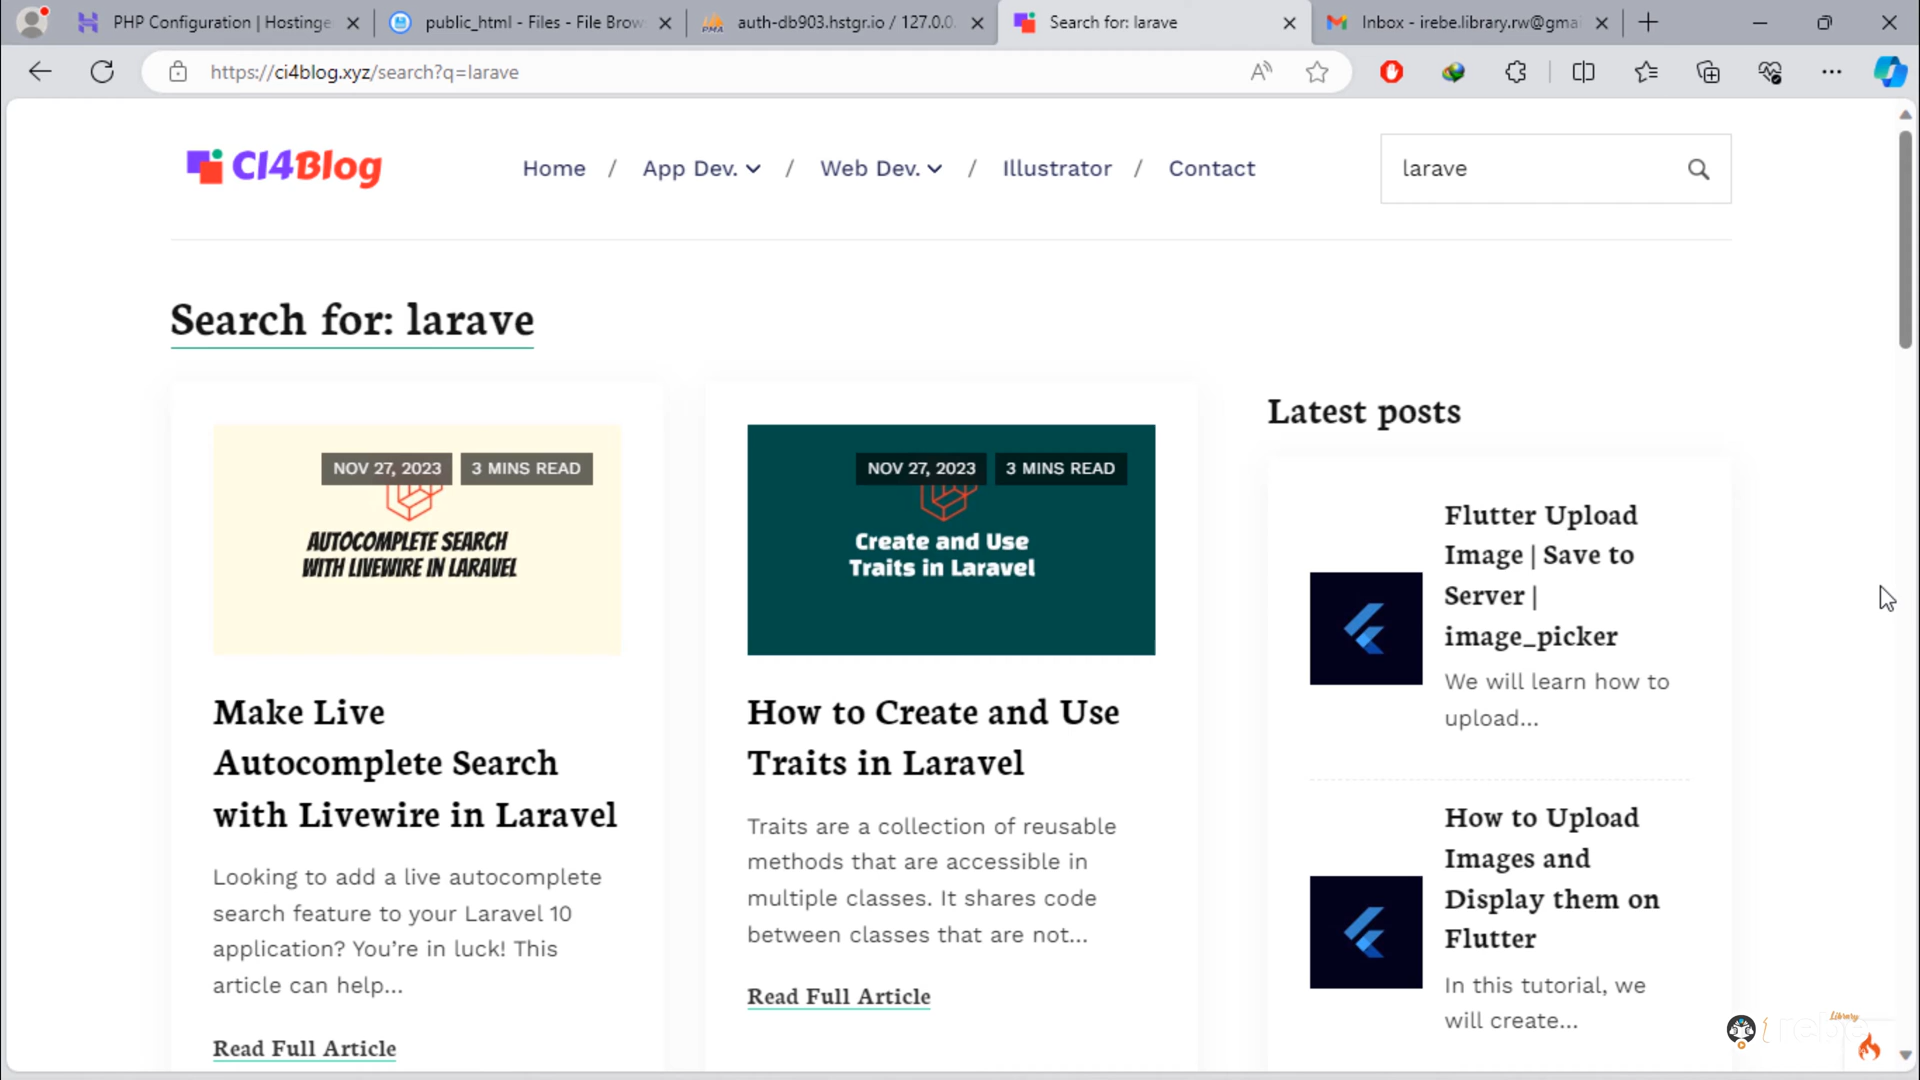 PHP Configuration | Hostinge
public_html - Files - File Brow
auth-db903.hstgr.io / 127.0.0.
Search for: larave
Inbox - irebe.library.rw@gmai
https://ci4blog.xyz/search?q=larave
CI4Blog
Home / App Dev. / Web Dev. / Illustrator / Contact
larave
Search for: larave
NOV 27, 2023
3 MINS READ
AUTOCOMPLETE SEARCH
WITH LIVEWIRE IN LARAVEL
Make Live
Autocomplete Search
with Livewire in Laravel
Looking to add a live autocomplete
search feature to your Laravel 10
application? You’re in luck! This
article can help...
Read Full Article
NOV 27, 2023
3 MINS READ
Create and Use
Traits in Laravel
How to Create and Use
Traits in Laravel
Traits are a collection of reusable
methods that are accessible in
multiple classes. It shares code
between classes that are not...
Read Full Article
Latest posts
Flutter Upload
Image | Save to
Server |
image_picker
We will learn how to
upload...
How to Upload
Images and
Display them on
Flutter
In this tutorial, we
will create...
Library